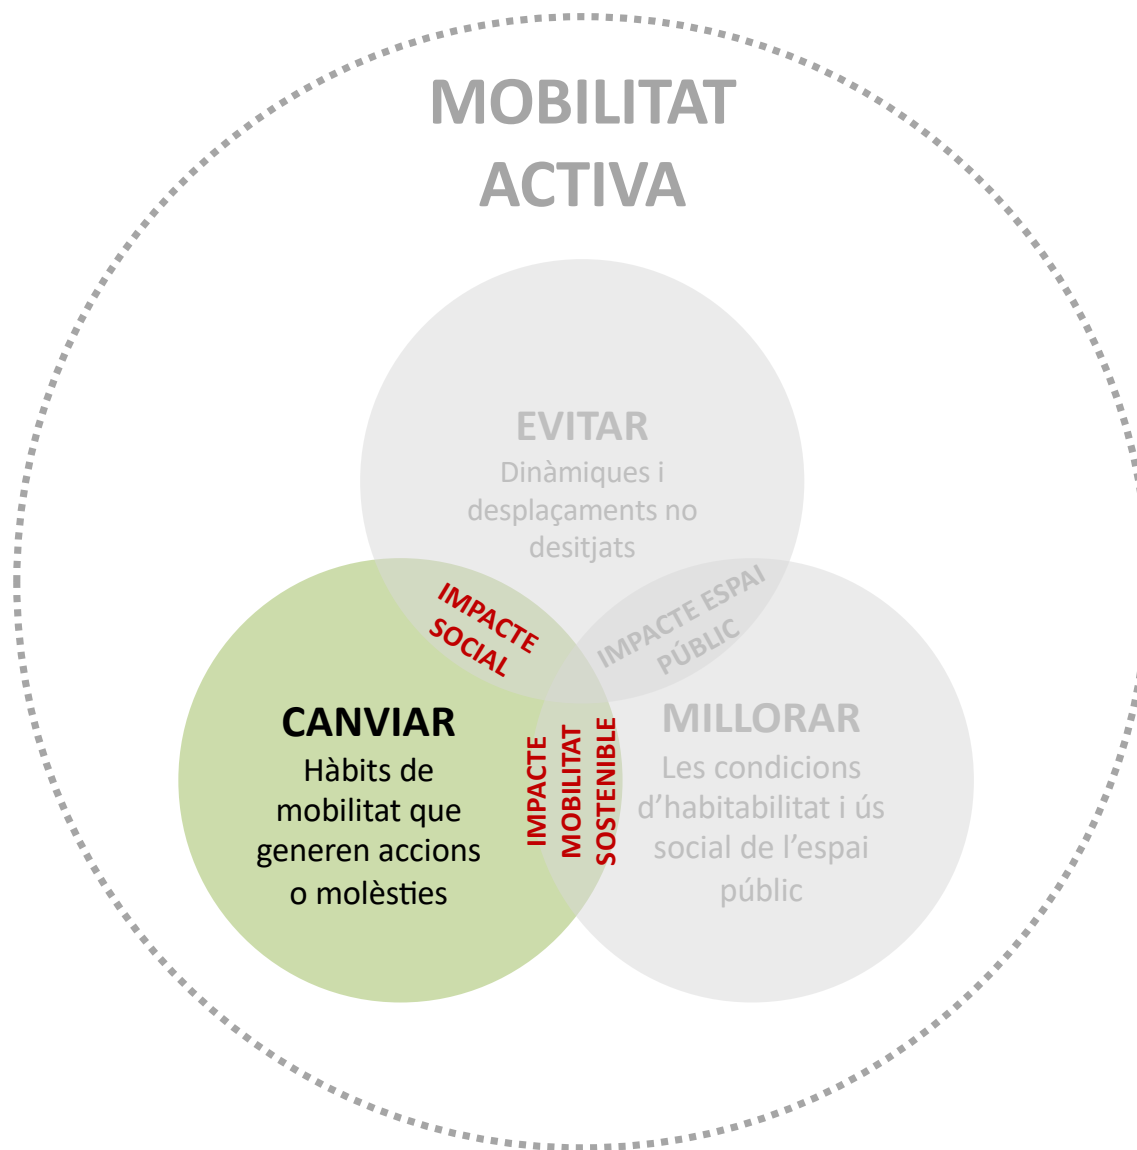 MOBILITAT
ACTIVA
EVITAR
Dinàmiques i
desplaçaments no
desitjats
IMPACTE
SOCIAL
IMPACTE ESPAI
PÚBLIC
CANVIAR
Hàbits de
mobilitat que
generen accions
o molèsties
IMPACTE
MOBILITAT
SOSTENIBLE
MILLORAR
Les condicions
d’habitabilitat i ús
social de l’espai
públic